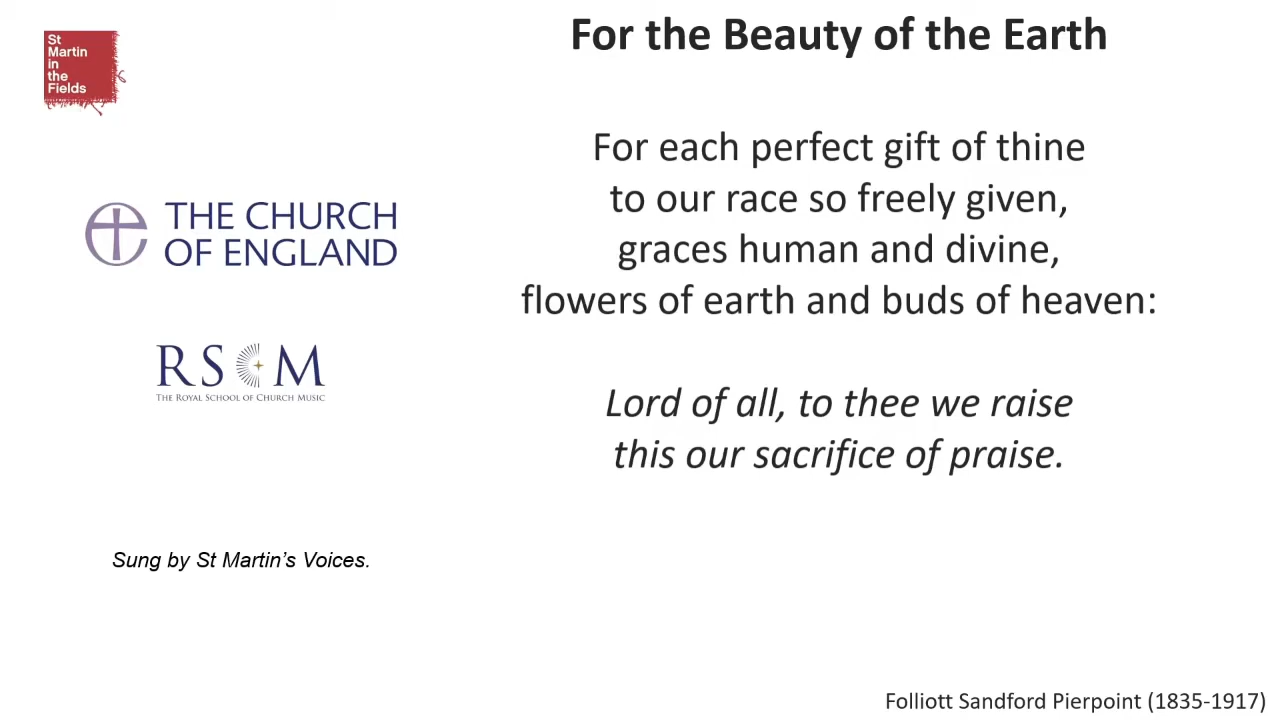 St
Martin
in
the
Fields
For the Beauty of the Earth
For each perfect gift of thine
to our race so freely given,
graces human and divine,
flowers of earth and buds of heaven:
Lord of all, to thee we raise
this our sacrifice of praise.
THE CHURCH
OF ENGLAND
RSCM
THE ROYAL SCHOOL OF CHURCH MUSIC
Sung by St Martin’s Voices.
Folliott Sandford Pierpoint (1835-1917)